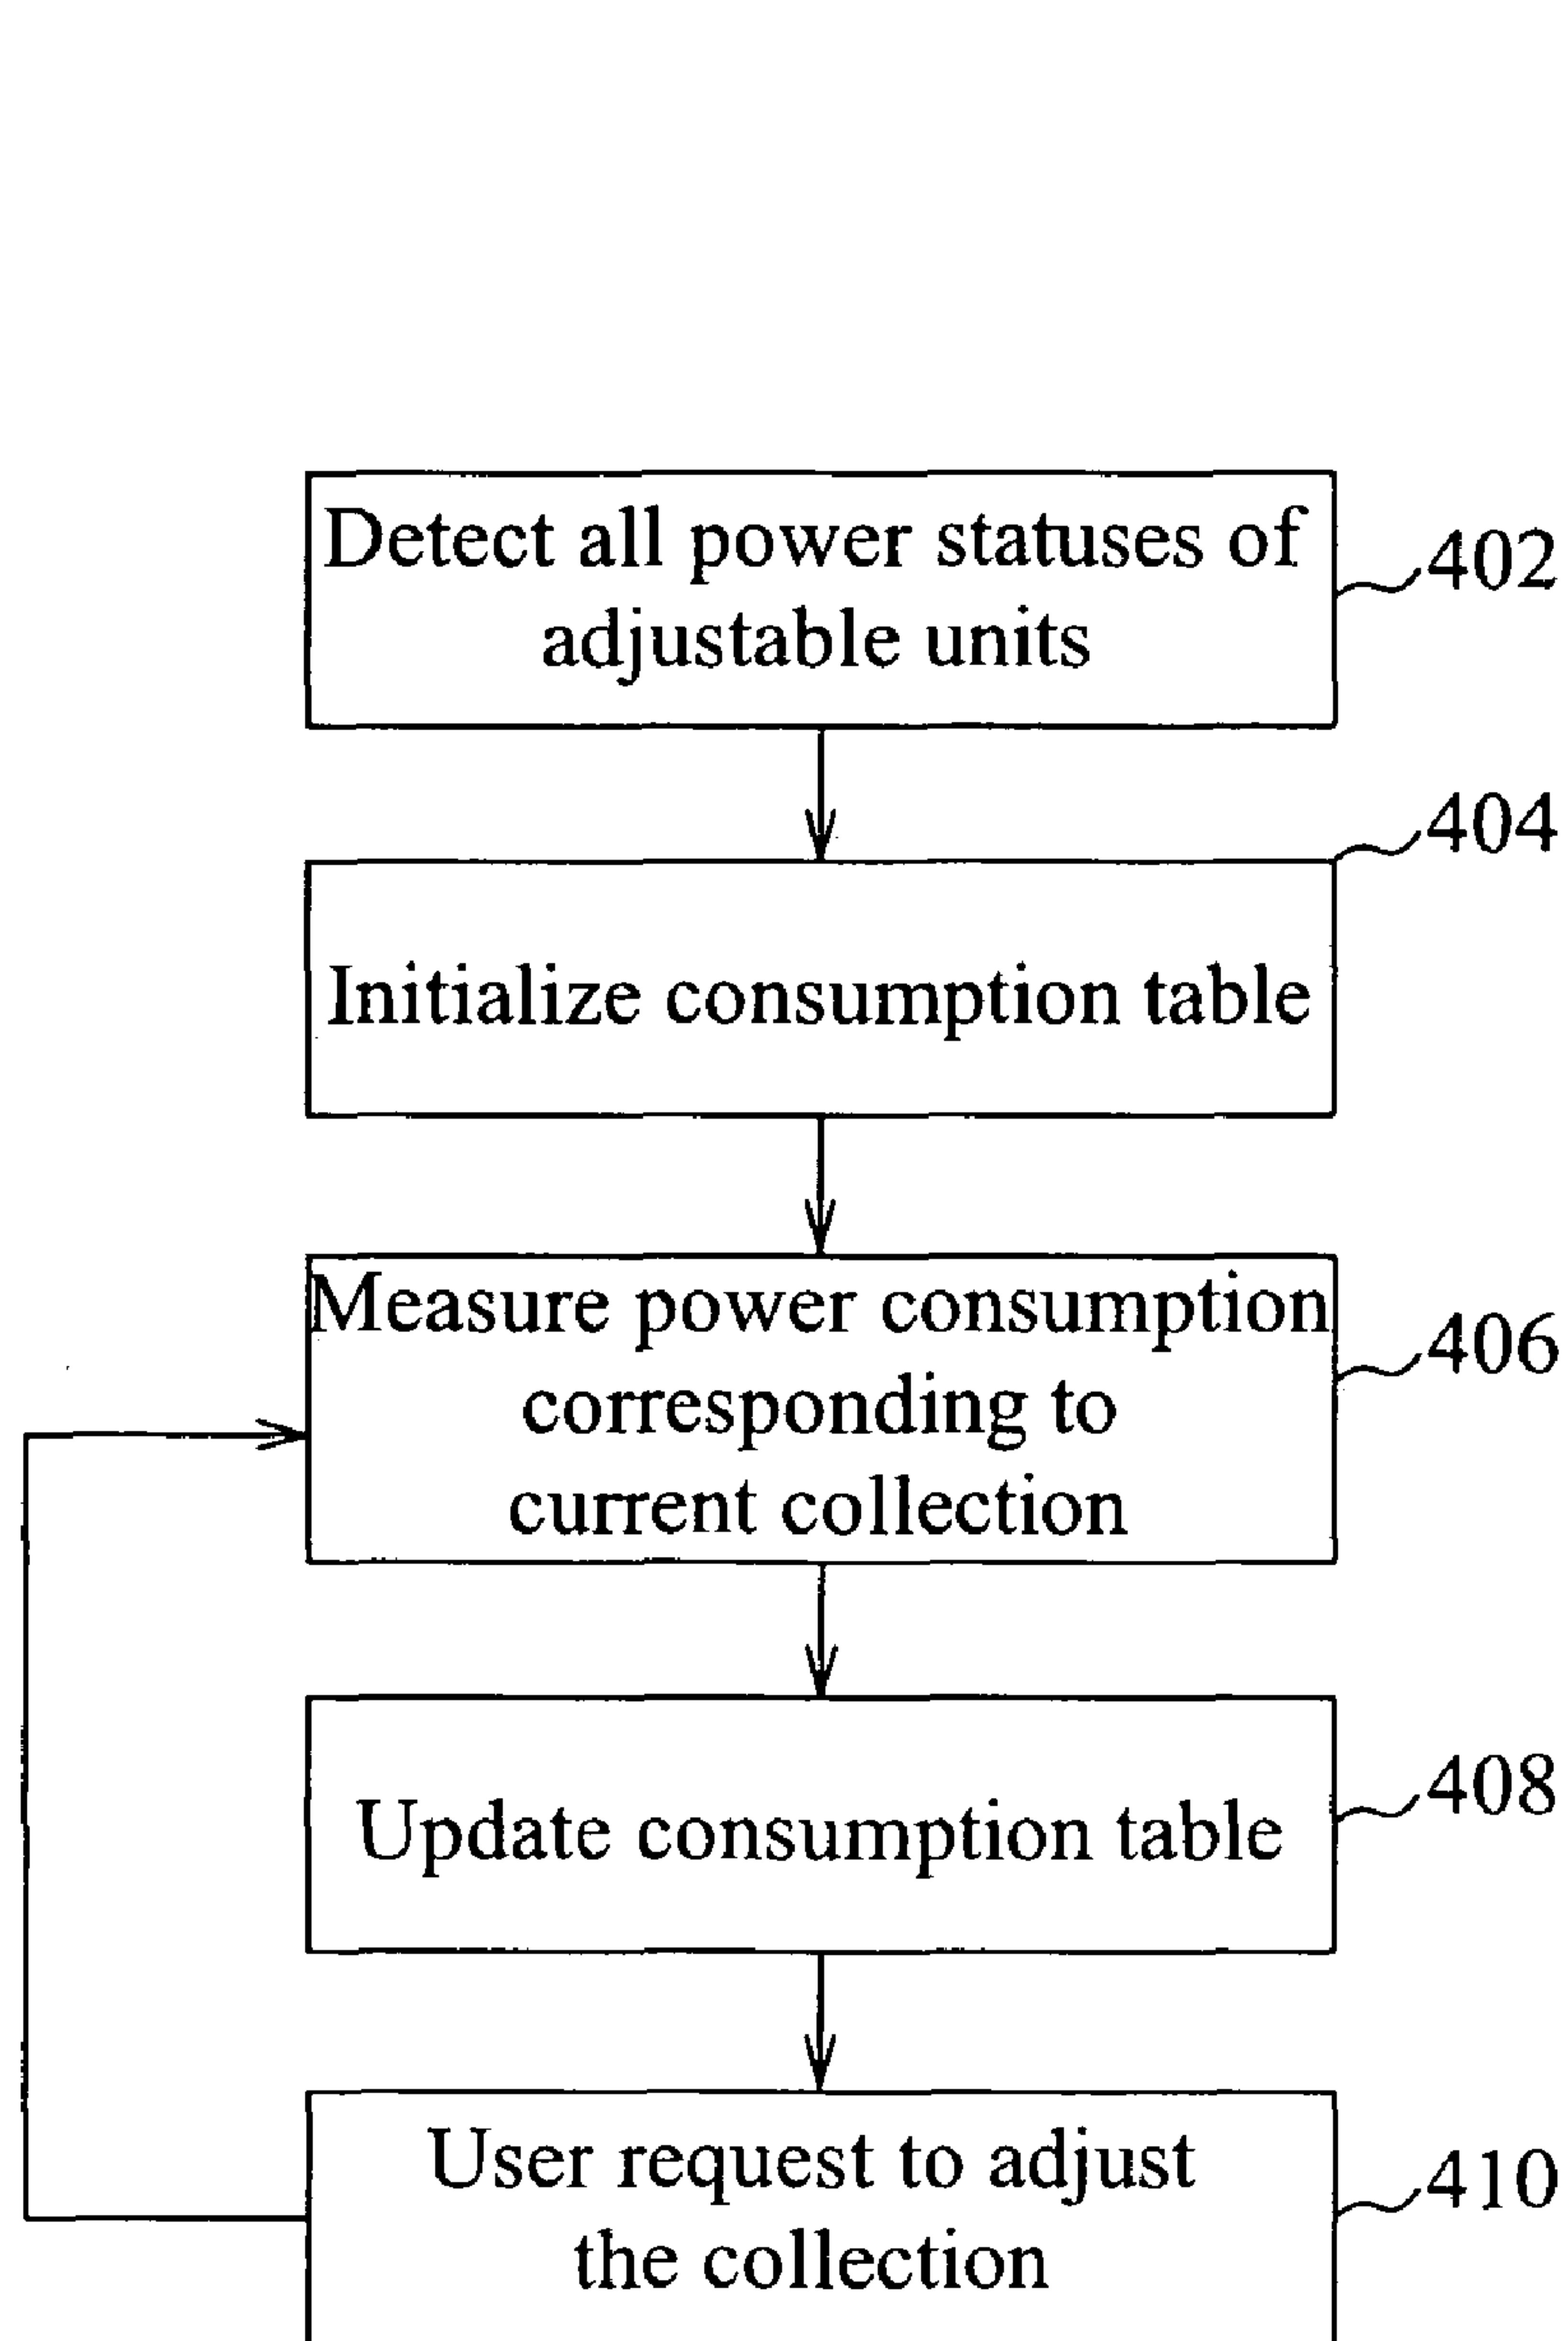 Detect all power statuses of
adjustable units
402
404
Initialize consumption table
Measure power consumption
corresponding to
current collection
406
Update consumption table
408
User request to adjust
the collection
410